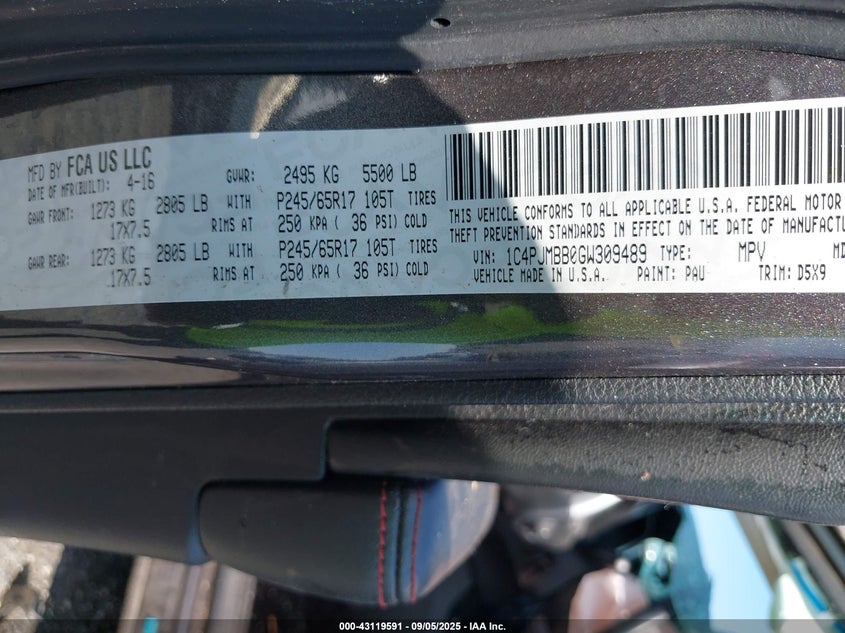 MFD BY FCA US LLC
DATE OF MFR(BUILT): 4-16
GVWR: 2495 KG 5500 LB
GAWR FRONT: 1273 KG 2805 LB WITH P245/65R17 105T TIRES
17X7.5 RIMS AT 250 KPA ( 36 PSI) COLD
GAWR REAR: 1273 KG 2805 LB WITH P245/65R17 105T TIRES
17X7.5 RIMS AT 250 KPA ( 36 PSI) COLD
THIS VEHICLE CONFORMS TO ALL APPLICABLE U.S.A. FEDERAL MOTOR
THEFT PREVENTION STANDARDS IN EFFECT ON THE DATE OF MANUFACTU
VIN: 1C4PJMBB0GW309489 TYPE: MPV MD
VEHICLE MADE IN U.S.A. PAINT: PAU TRIM: D5X9
000-43119591 - 09/05/2025 - IAA Inc.